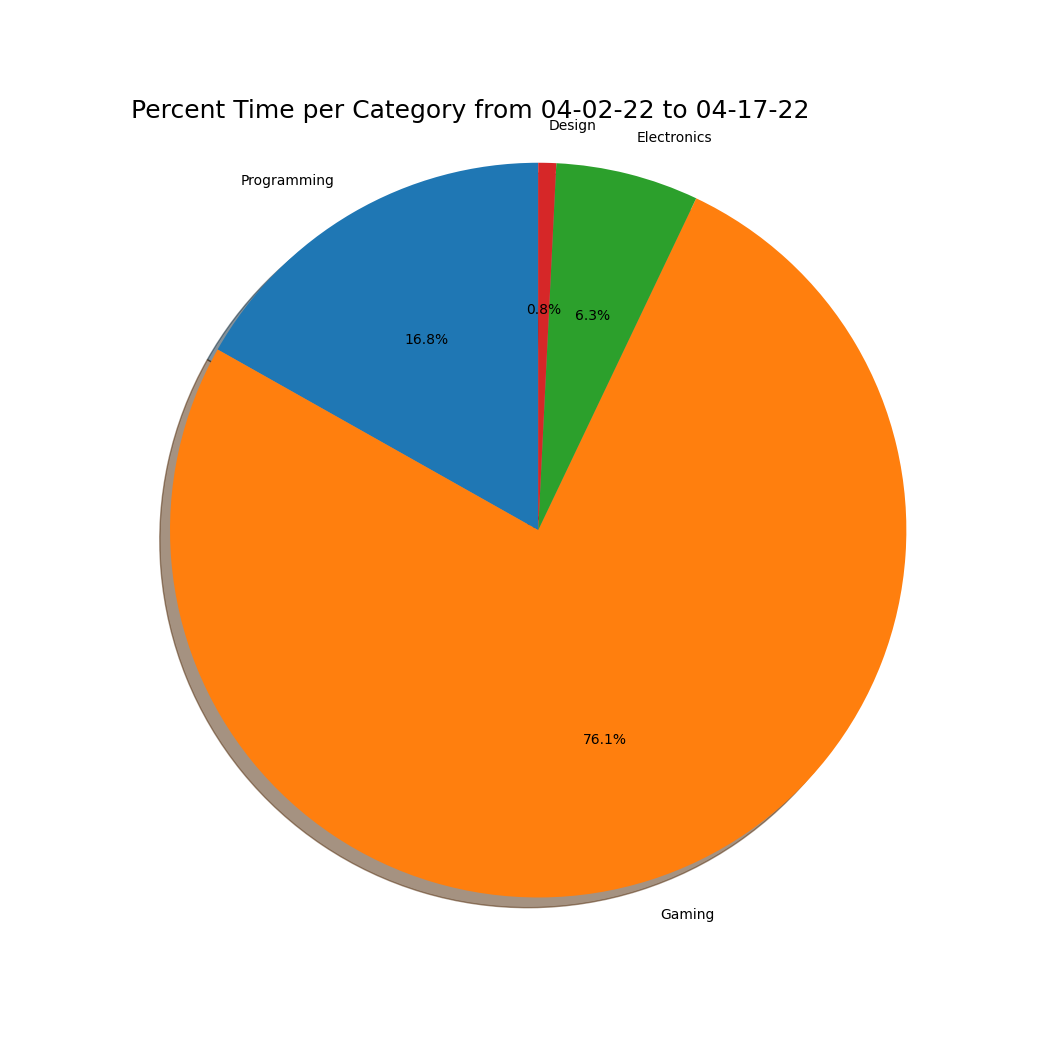 Percent Time per Category from 04-02-22 to 04-17-22
Design
Electronics
Programming
0.8%
6.3%
16.8%
76.1%
Gaming